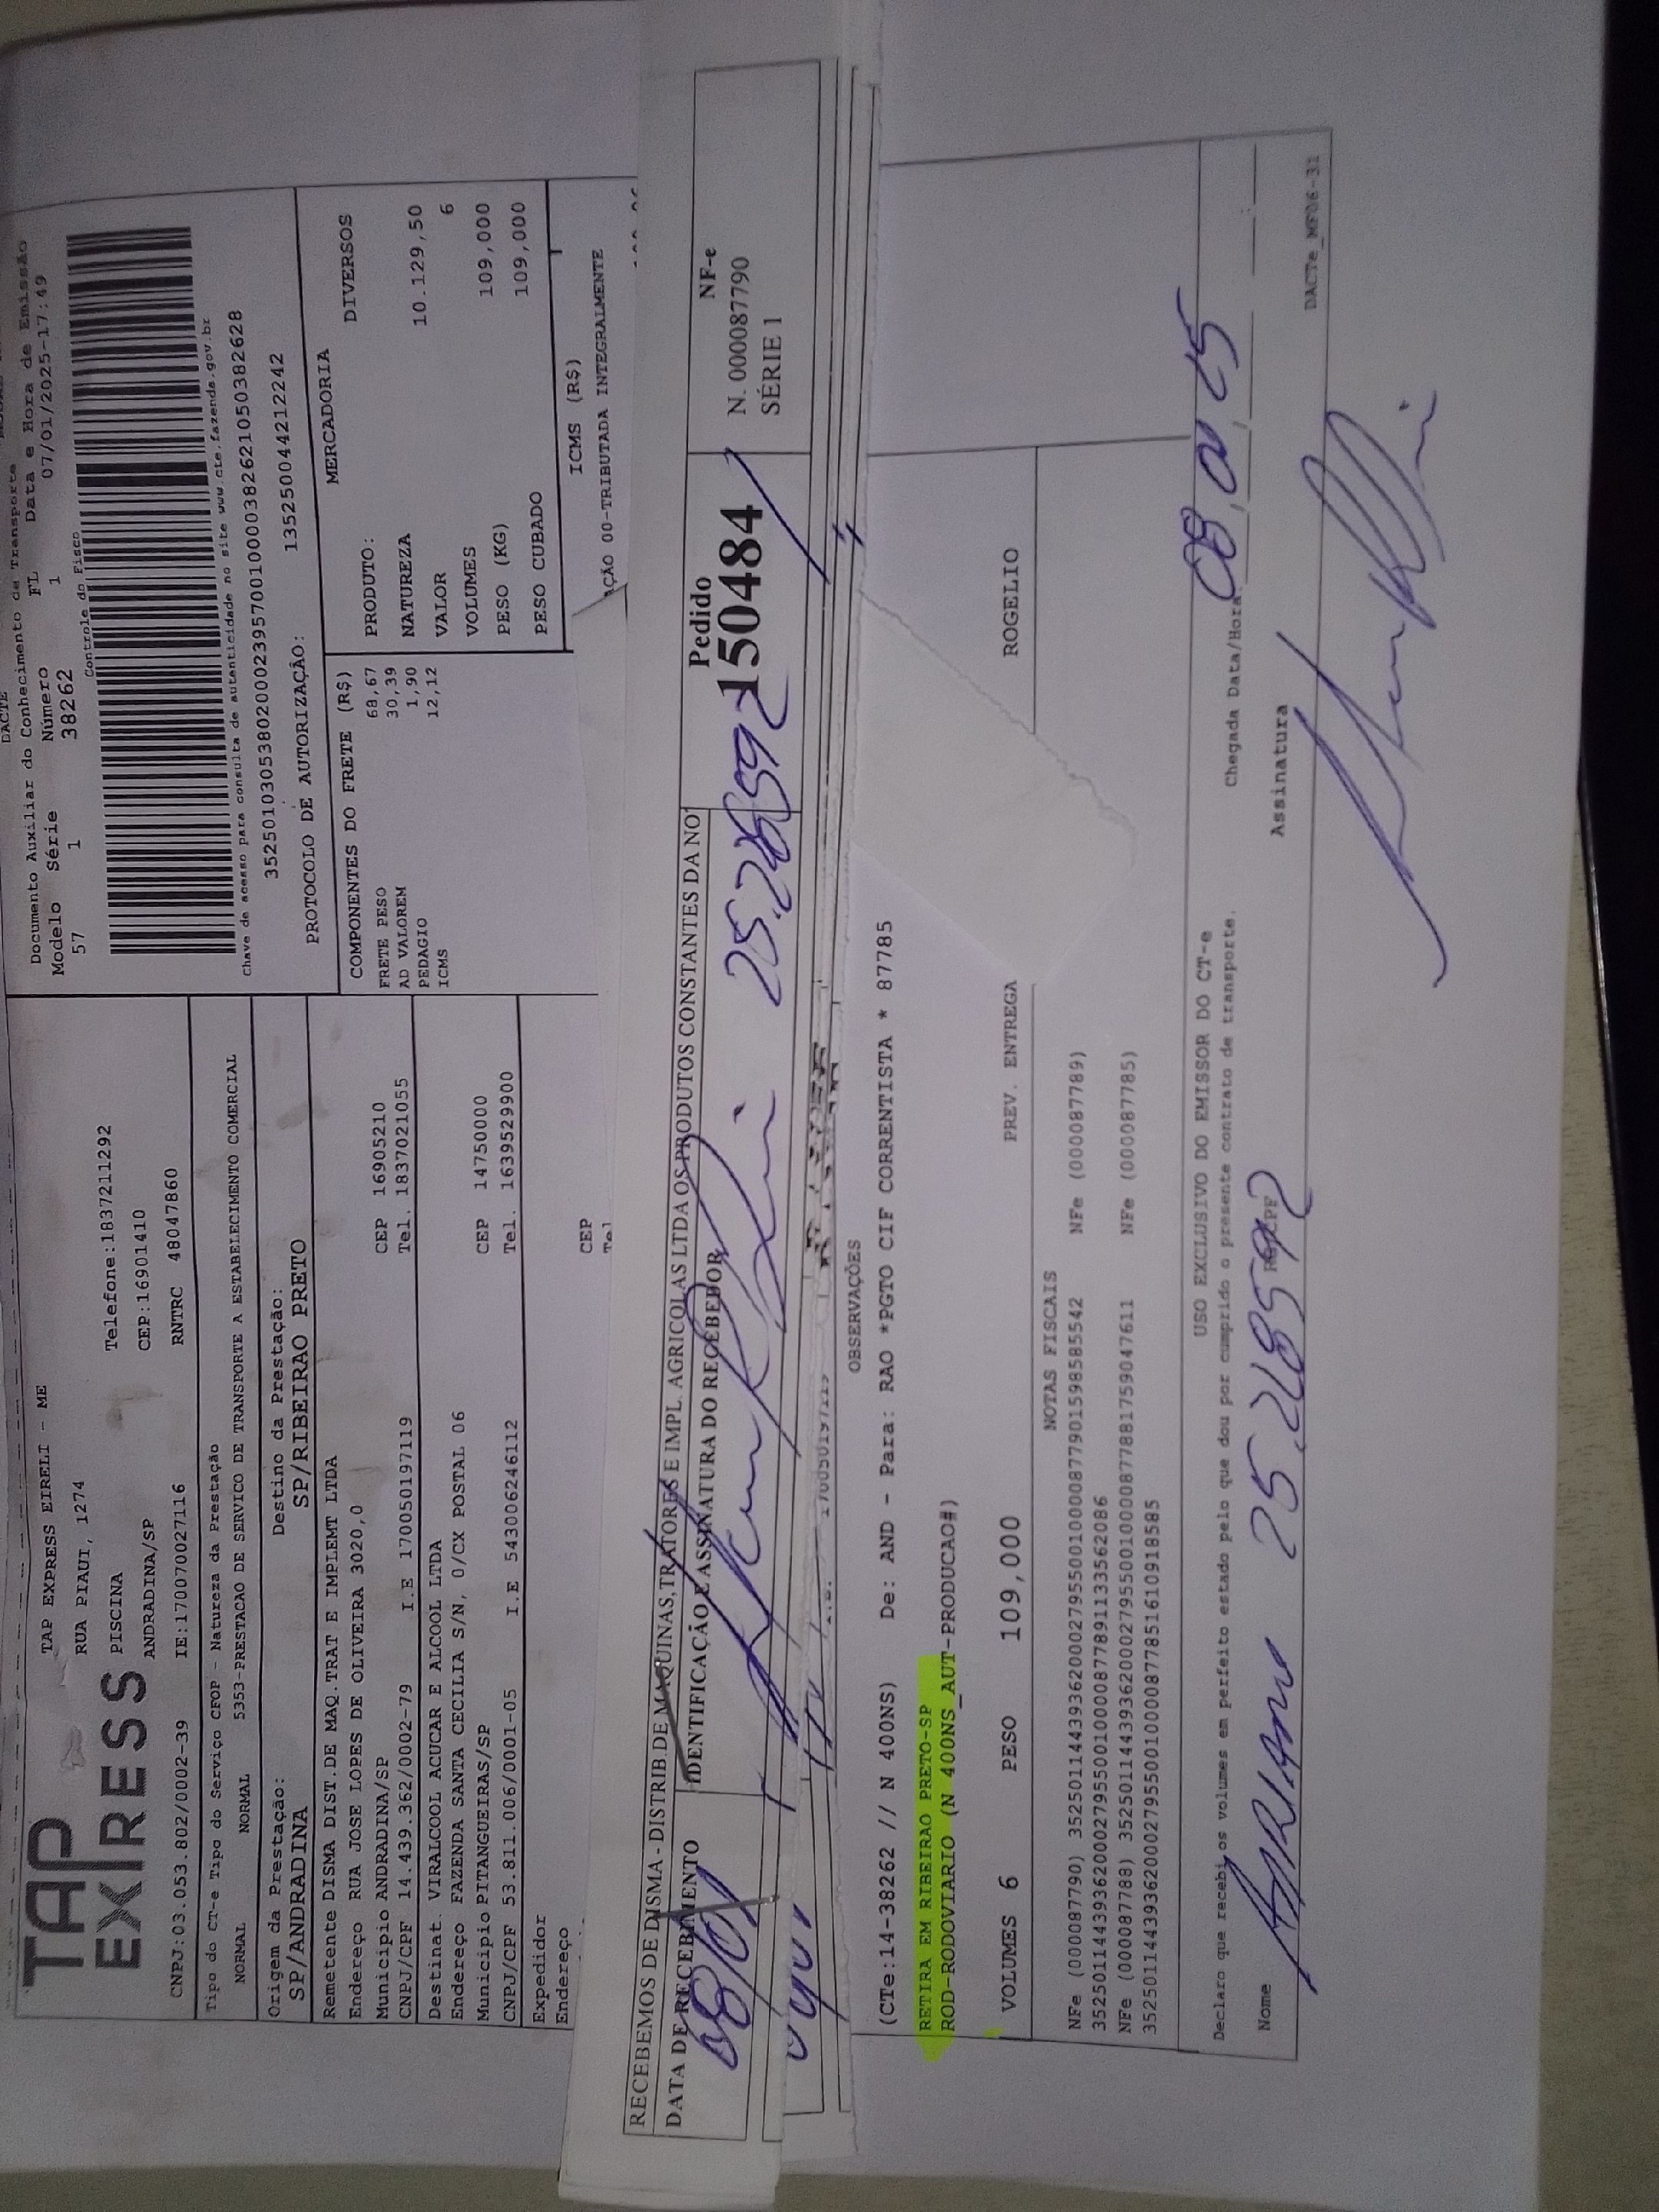 DACTE
Documento Auxiliar do Conhecimento de Transporte
Modelo Série Número FL Data e Hora de Emissão
57 1 38262 1 07/01/2025-17:49
Controle do Fisco
Chave de acesso para consulta de autenticidade no site www.cte.fazenda.gov.br
35250103053802000239570010000382621050382628
PROTOCOLO DE AUTORIZAÇÃO: 135250044212242
TAP
EXPRESS
TAP EXPRESS EIRELI - ME
RUA PIAUI, 1274
PISCINA Telefone:1837211292
ANDRADINA/SP CEP:16901410
CNPJ:03.053.802/0002-39 IE:170070027116 RNTRC 48047860
Tipo do CT-e Tipo do Serviço CFOP - Natureza da Prestação
NORMAL NORMAL 5353-PRESTACAO DE SERVICO DE TRANSPORTE A ESTABELECIMENTO COMERCIAL
Origem da Prestação: Destino da Prestação:
SP/ANDRADINA SP/RIBEIRAO PRETO
Remetente DISMA DIST.DE MAQ.TRAT E IMPLEMT LTDA
Endereço RUA JOSE LOPES DE OLIVEIRA 3020,0
Município ANDRADINA/SP CEP 16905210
CNPJ/CPF 14.439.362/0002-79 I.E 170050197119 Tel. 1837021055
Destinat. VIRALCOOL ACUCAR E ALCOOL LTDA
Endereço FAZENDA SANTA CECILIA S/N, 0/CX POSTAL 06
Município PITANGUEIRAS/SP CEP 14750000
CNPJ/CPF 53.811.006/0001-05 I.E 543006246112 Tel. 1639529900
Expedidor
Endereço CEP
Tel
COMPONENTES DO FRETE (R$)
FRETE PESO 68,67
AD VALOREM 30,39
PEDAGIO 1,90
ICMS 12,12
MERCADORIA
PRODUTO: DIVERSOS
NATUREZA
VALOR 10.129,50
VOLUMES 6
PESO (KG) 109,000
PESO CUBADO 109,000
ICMS (R$)
AÇÃO 00-TRIBUTADA INTEGRALMENTE
RECEBEMOS DE DISMA - DISTRIB.DE MAQUINAS,TRATORES E IMPL. AGRICOLAS LTDA OS PRODUTOS CONSTANTES DA NO
DATA DE RECEBIMENTO IDENTIFICAÇÃO E ASSINATURA DO RECEBEDOR
08/01
Pedido
150484
NF-e
N. 000087790
SÉRIE 1
OBSERVAÇÕES
(CTe:14-38262 // N 400NS) De: AND - Para: RAO *PGTO CIF CORRENTISTA * 87785
RETIRA EM RIBEIRAO PRETO-SP
ROD-RODOVIARIO (N 400NS_AUT-PRODUCAO#)
VOLUMES 6 PESO 109,000 PREV. ENTREGA ROGELIO
NOTAS FISCAIS
NFe (000087790) 35250114439362000279550010000877901598585542 NFe (000087789)
35250114439362000279550010000877891133562086
NFe (000087788) 35250114439362000279550010000877881759047611 NFe (000087785)
35250114439362000279550010000877851610918585
USO EXCLUSIVO DO EMISSOR DO CT-e
Declaro que recebi os volumes em perfeito estado pelo que dou por cumprido o presente contrato de transporte.
Chegada Data/Hora 08,01,25
Nome ADRIANO
Assinatura
DACTe_MF06-31